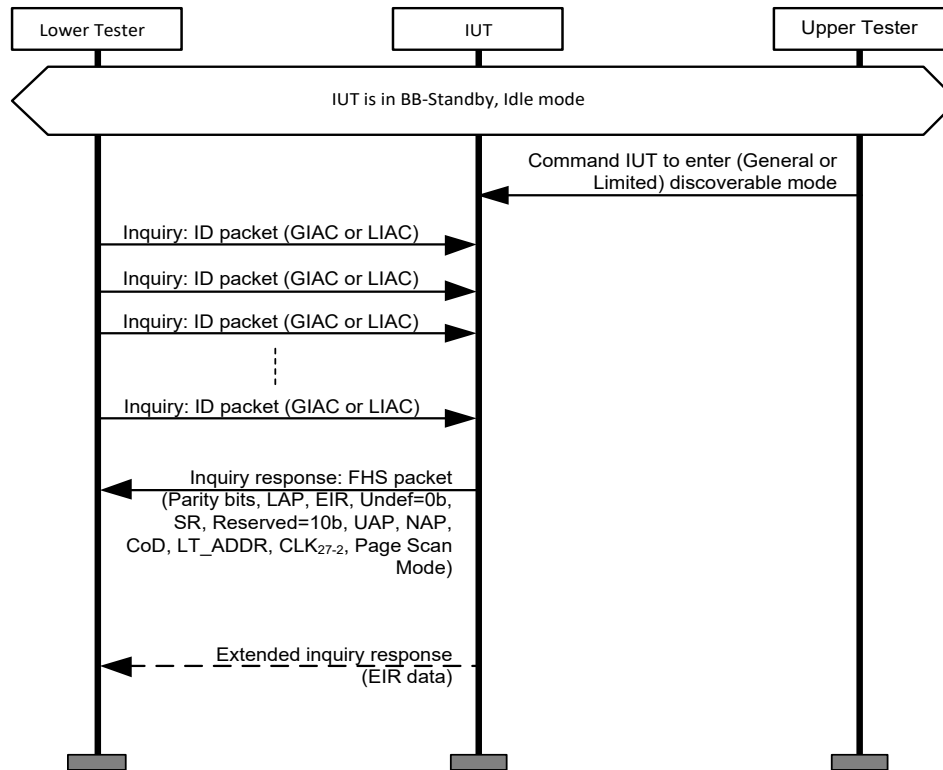 Lower Tester
IUT
Upper Tester
IUT is in BB-Standby, Idle mode
Command IUT to enter (General or
Limited) discoverable mode
Inquiry: ID packet (GIAC or LIAC)
Inquiry: ID packet (GIAC or LIAC)
Inquiry: ID packet (GIAC or LIAC)
Inquiry: ID packet (GIAC or LIAC)
Inquiry response: FHS packet
(Parity bits, LAP, EIR, Undef=0b,
SR, Reserved=10b, UAP, NAP,
CoD, LT_ADDR, CLK27-2, Page Scan
Mode)
Extended inquiry response
(EIR data)